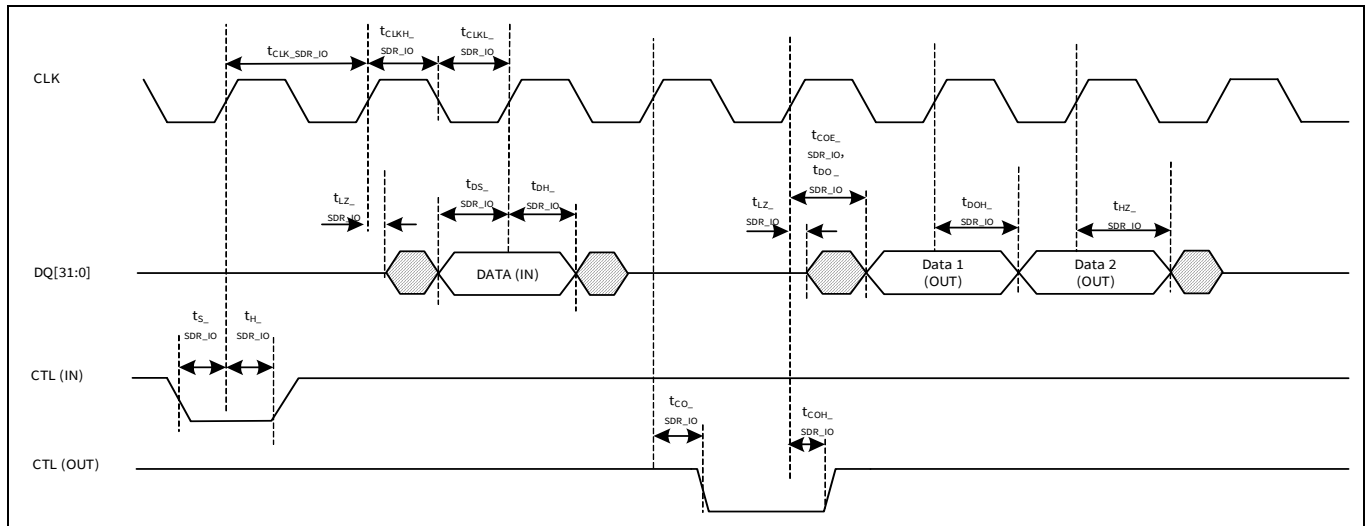 tCLKH_
tCLKL_
tCLK_SDR_IO
SDR_IO
SDR_IO
CLK
tCOE_
SDR_IO,
tLZ_
SDR_IO
tDS_
SDR_IO
tDH_
SDR_IO
tLZ_
SDR_IO
tDO_
SDR_IO
tDOH_
SDR_IO
tHZ_
SDR_IO
DQ[31:0]
DATA (IN)
Data 1
(OUT)
Data 2
(OUT)
tS_
SDR_IO
tH_
SDR_IO
CTL (IN)
tCO_
SDR_IO
tCOH_
SDR_IO
CTL (OUT)